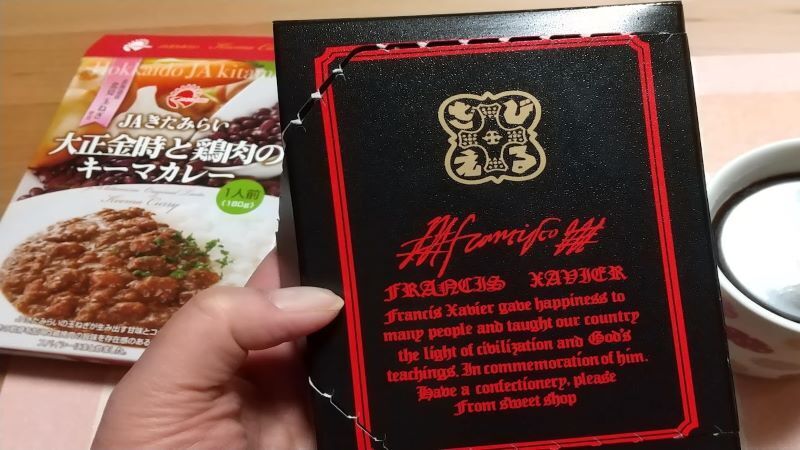 Hokkaido JA kitami
JAきたみらい
大正金時と鶏肉の
キーマカレー
1人前
(180g)
Keema Curry
ざびえる
Francisco
FRANCIS XAVIER
Francis Xavier gave happiness to
many people and taught our country
the light of cibilization and God's
teachings. In commemoration of him.
Have a confectionery, please
From sweet shop